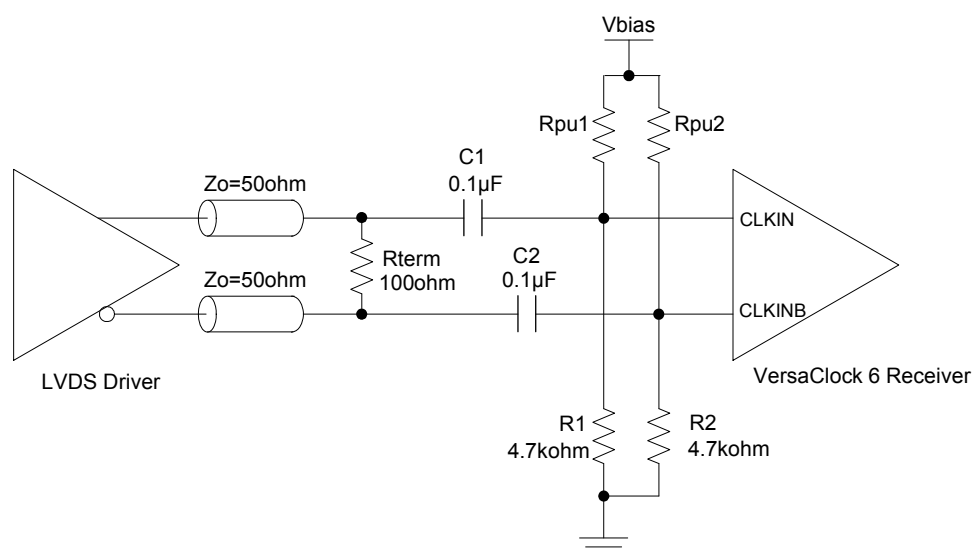 Vbias
Rpu1
Rpu2
C1
0.1µF
Zo=50ohm
CLKIN
Rterm
100ohm
C2
0.1µF
Zo=50ohm
CLKINB
LVDS Driver
VersaClock 6 Receiver
R1
4.7kohm
R2
4.7kohm